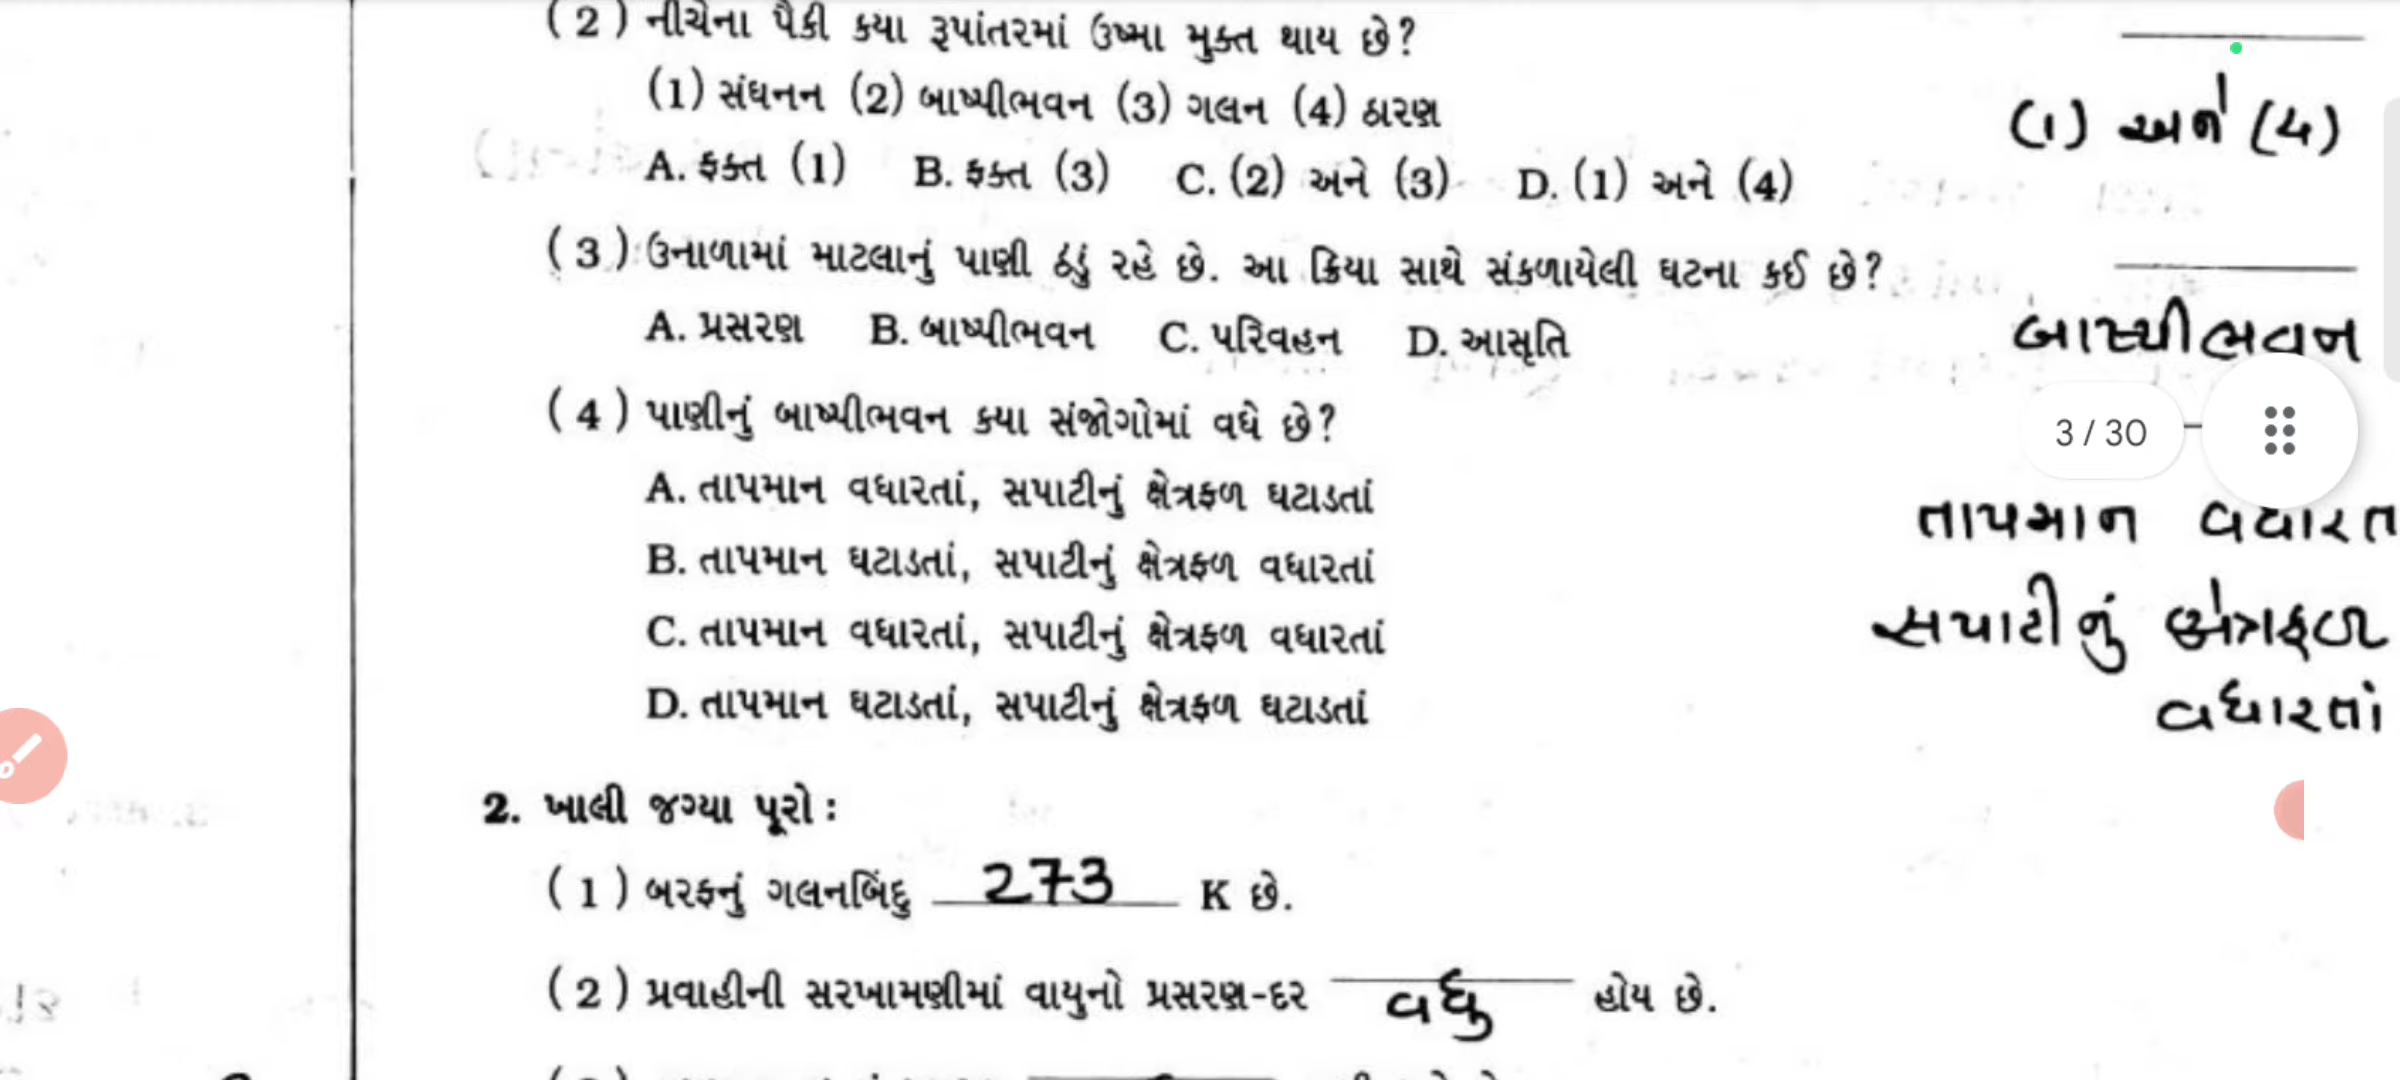 ( 2 ) નીચેના પૈકી કયા રૂપાંતરમાં ઉષ્મા મુક્ત થાય છે?
(1) સંઘનન (2) બાષ્પીભવન (3) ગલન (4) ઠારણ
(1) અને (4)
A. ફક્ત (1) B. ફક્ત (3) C. (2) અને (3) D. (1) અને (4)
( 3 ) ઉનાળામાં માટલાનું પાણી ઠંડું રહે છે. આ ક્રિયા સાથે સંકળાયેલી ઘટના કઈ છે?
A. પ્રસરણ B. બાષ્પીભવન C. પરિવહન D. આસૃતિ
બાષ્પીભવન
( 4 ) પાણીનું બાષ્પીભવન કયા સંજોગોમાં વધે છે?
3 / 30
A. તાપમાન વધારતાં, સપાટીનું ક્ષેત્રફળ ઘટાડતાં
તાપમાન
B. તાપમાન ઘટાડતાં, સપાટીનું ક્ષેત્રફળ વધારતાં
C. તાપમાન વધારતાં, સપાટીનું ક્ષેત્રફળ વધારતાં
સપાટીનું ક્ષેત્રફળ
D. તાપમાન ઘટાડતાં, સપાટીનું ક્ષેત્રફળ ઘટાડતાં
વધારતાં
2. ખાલી જગ્યા પૂરો :
( 1 ) બરફનું ગલનબિંદુ 273 K છે.
( 2 ) પ્રવાહીની સરખામણીમાં વાયુનો પ્રસરણ-દર વધુ હોય છે.